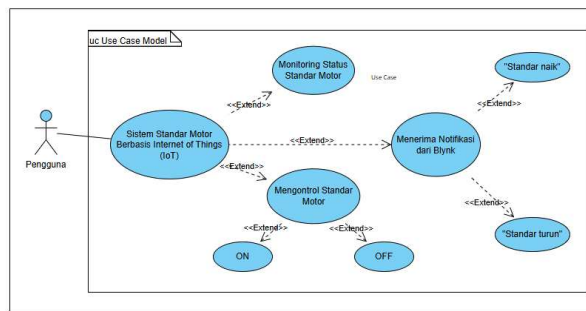 uc Use Case Model
Monitoring Status
Standar Motor
Use Case
"Standar naik"
<<Extend>>
<<Extend>>
Sistem Standar Motor
Berbasis Internet of Things
(IoT)
<<Extend>>
Menerima Notifikasi
dari Blynk
Pengguna
<<Extend>>
Mengontrol Standar
Motor
<<Extend>>
<<Extend>>
<<Extend>>
"Standar turun"
ON
OFF